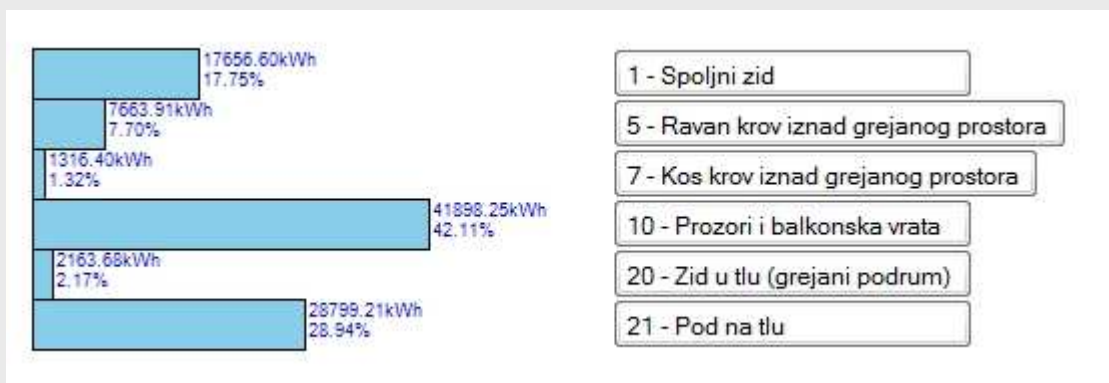 17656.60kWh
17.75%
1 - Spoljni zid
7663.91kWh
7.70%
5 - Ravan krov iznad grejanog prostora
1316.40kWh
1.32%
7 - Kos krov iznad grejanog prostora
41898.25kWh
42.11%
10 - Prozori i balkonska vrata
2163.68kWh
2.17%
20 - Zid u tlu (grejani podrum)
28799.21kWh
28.94%
21 - Pod na tlu